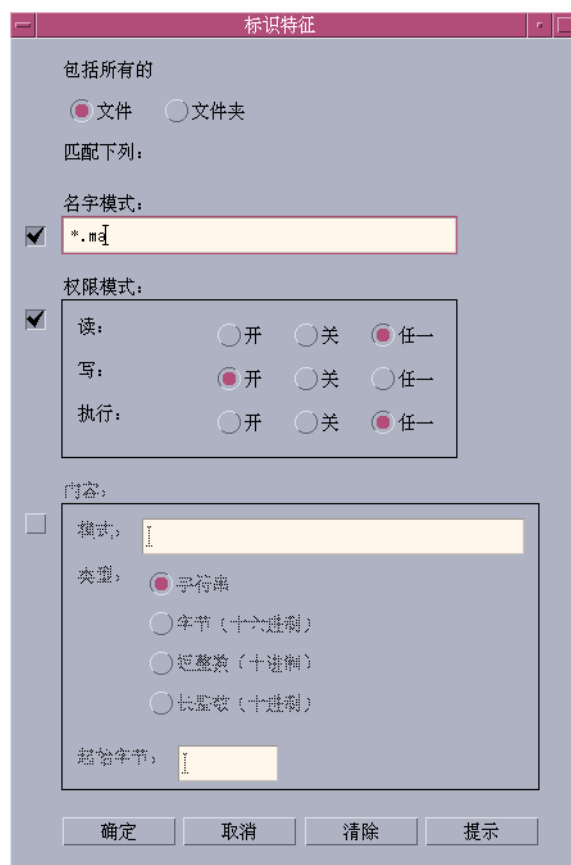 标识特征
包括所有的
文件 文件夹
匹配下列:
名字模式:
*.ma
权限模式:
读: 开 关 任一
写: 开 关 任一
执行: 开 关 任一
内容:
模式:
类型: 字符串
字节 (十六进制)
短整数 (十进制)
长整数 (十进制)
起始字节:
确定 取消 清除 提示